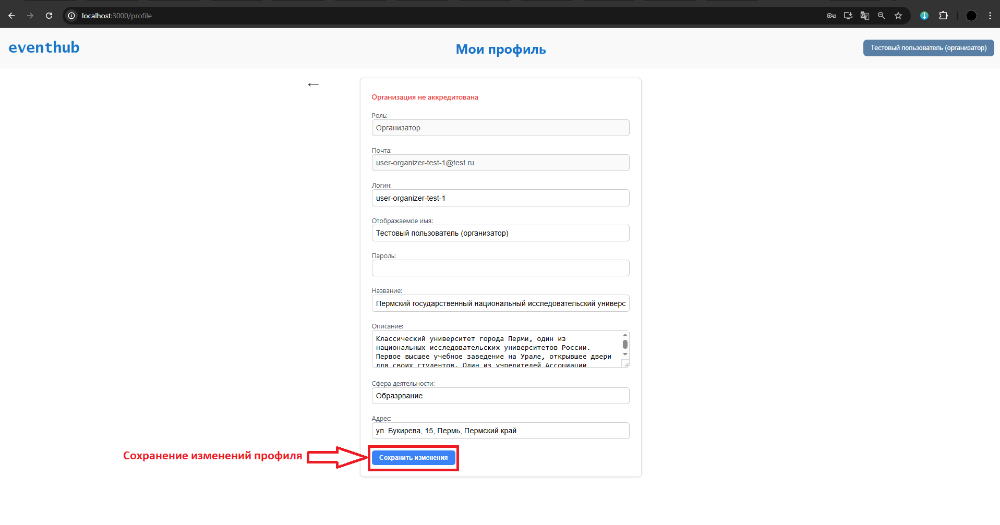 localhost:3000/profile
eventhub
Мои профиль
Тестовый пользователь (организатор)
←
Организация не аккредитована
Роль:
Организатор
Почта:
user-organizer-test-1@test.ru
Логин:
user-organizer-test-1
Отображаемое имя:
Тестовый пользователь (организатор)
Пароль:
Название:
Пермский государственный национальный исследовательский универс
Описание:
Классический университет города Перми, один из
национальных исследовательских университетов России.
Первое высшее учебное заведение на Урале, открывшее двери
для своих студентов. Один из учредителей Ассоциации
Сфера деятельности:
Образрвание
Адрес:
ул. Букирева, 15, Пермь, Пермский край
Сохранение изменений профиля
Сохранить изменения